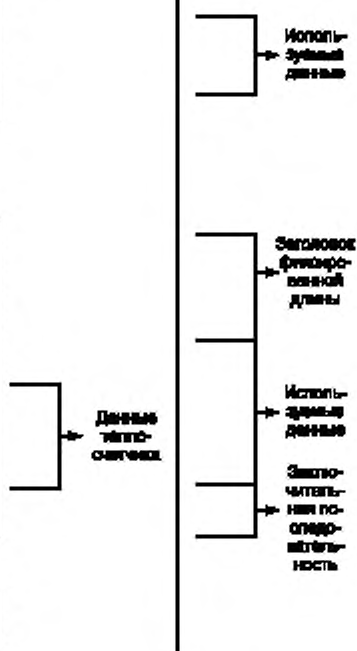 Исполь-
зуемые
данные
Заголовок
фиксиро-
ванной
длины
Данные
тепло-
счетчика
Исполь-
зуемые
данные
Заклю-
читель-
ная по-
следо-
ватель-
ность